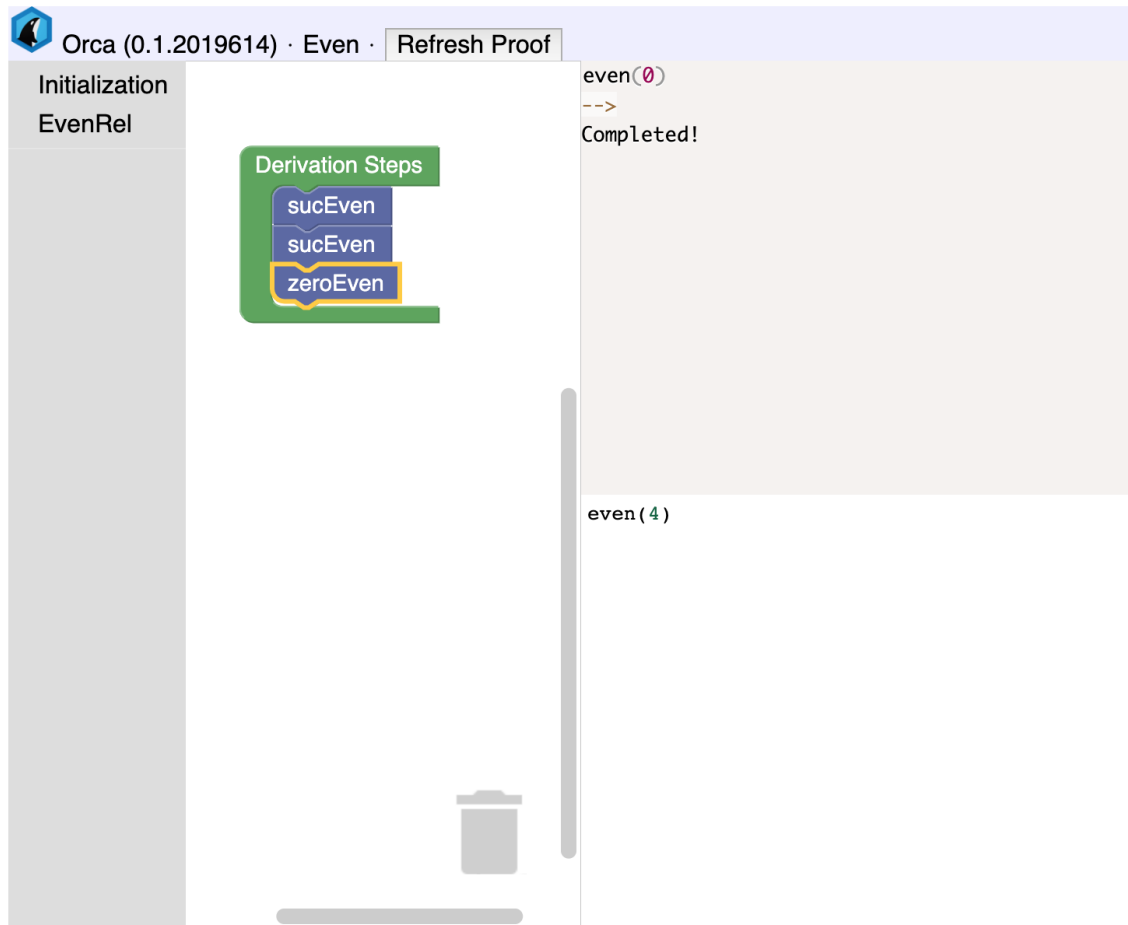 Orca (0.1.2019614) · Even · Refresh Proof
Initialization
EvenRel
Derivation Steps
sucEven
sucEven
zeroEven
even(0)
-->
Completed!
even(4)